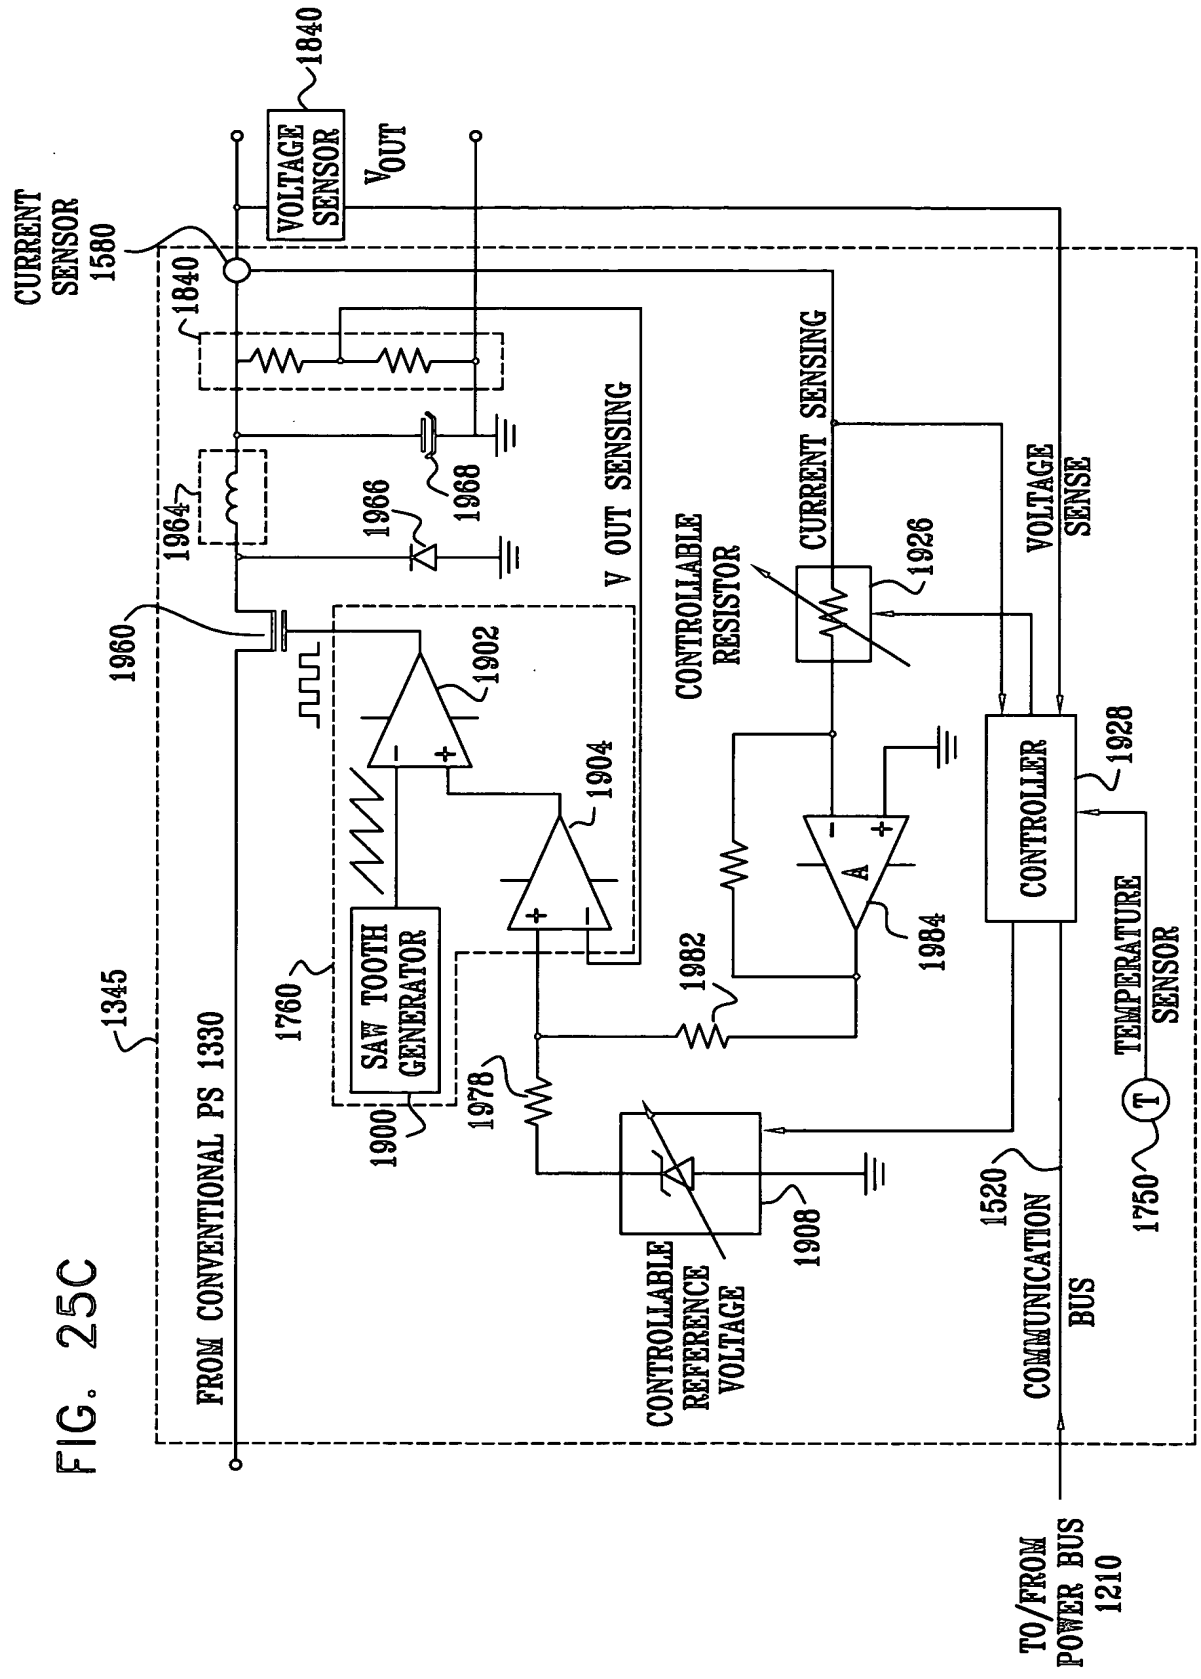 FIG. 25C
CURRENT
SENSOR
1580
1840
VOLTAGE
SENSOR
1840
VOUT
1345
FROM CONVENTIONAL PS 1330
1960
1964
1966
1968
V OUT SENSING
1760
SAW TOOTH
GENERATOR
1900
-
+
1902
+
-
1904
1978
1982
CONTROLLABLE
REFERENCE
VOLTAGE
1908
CONTROLLABLE
RESISTOR
1926
CURRENT SENSING
-
+
A
1984
VOLTAGE
SENSE
CONTROLLER
1928
1520
COMMUNICATION
BUS
TEMPERATURE
SENSOR
T
1750
TO/FROM
POWER BUS
1210